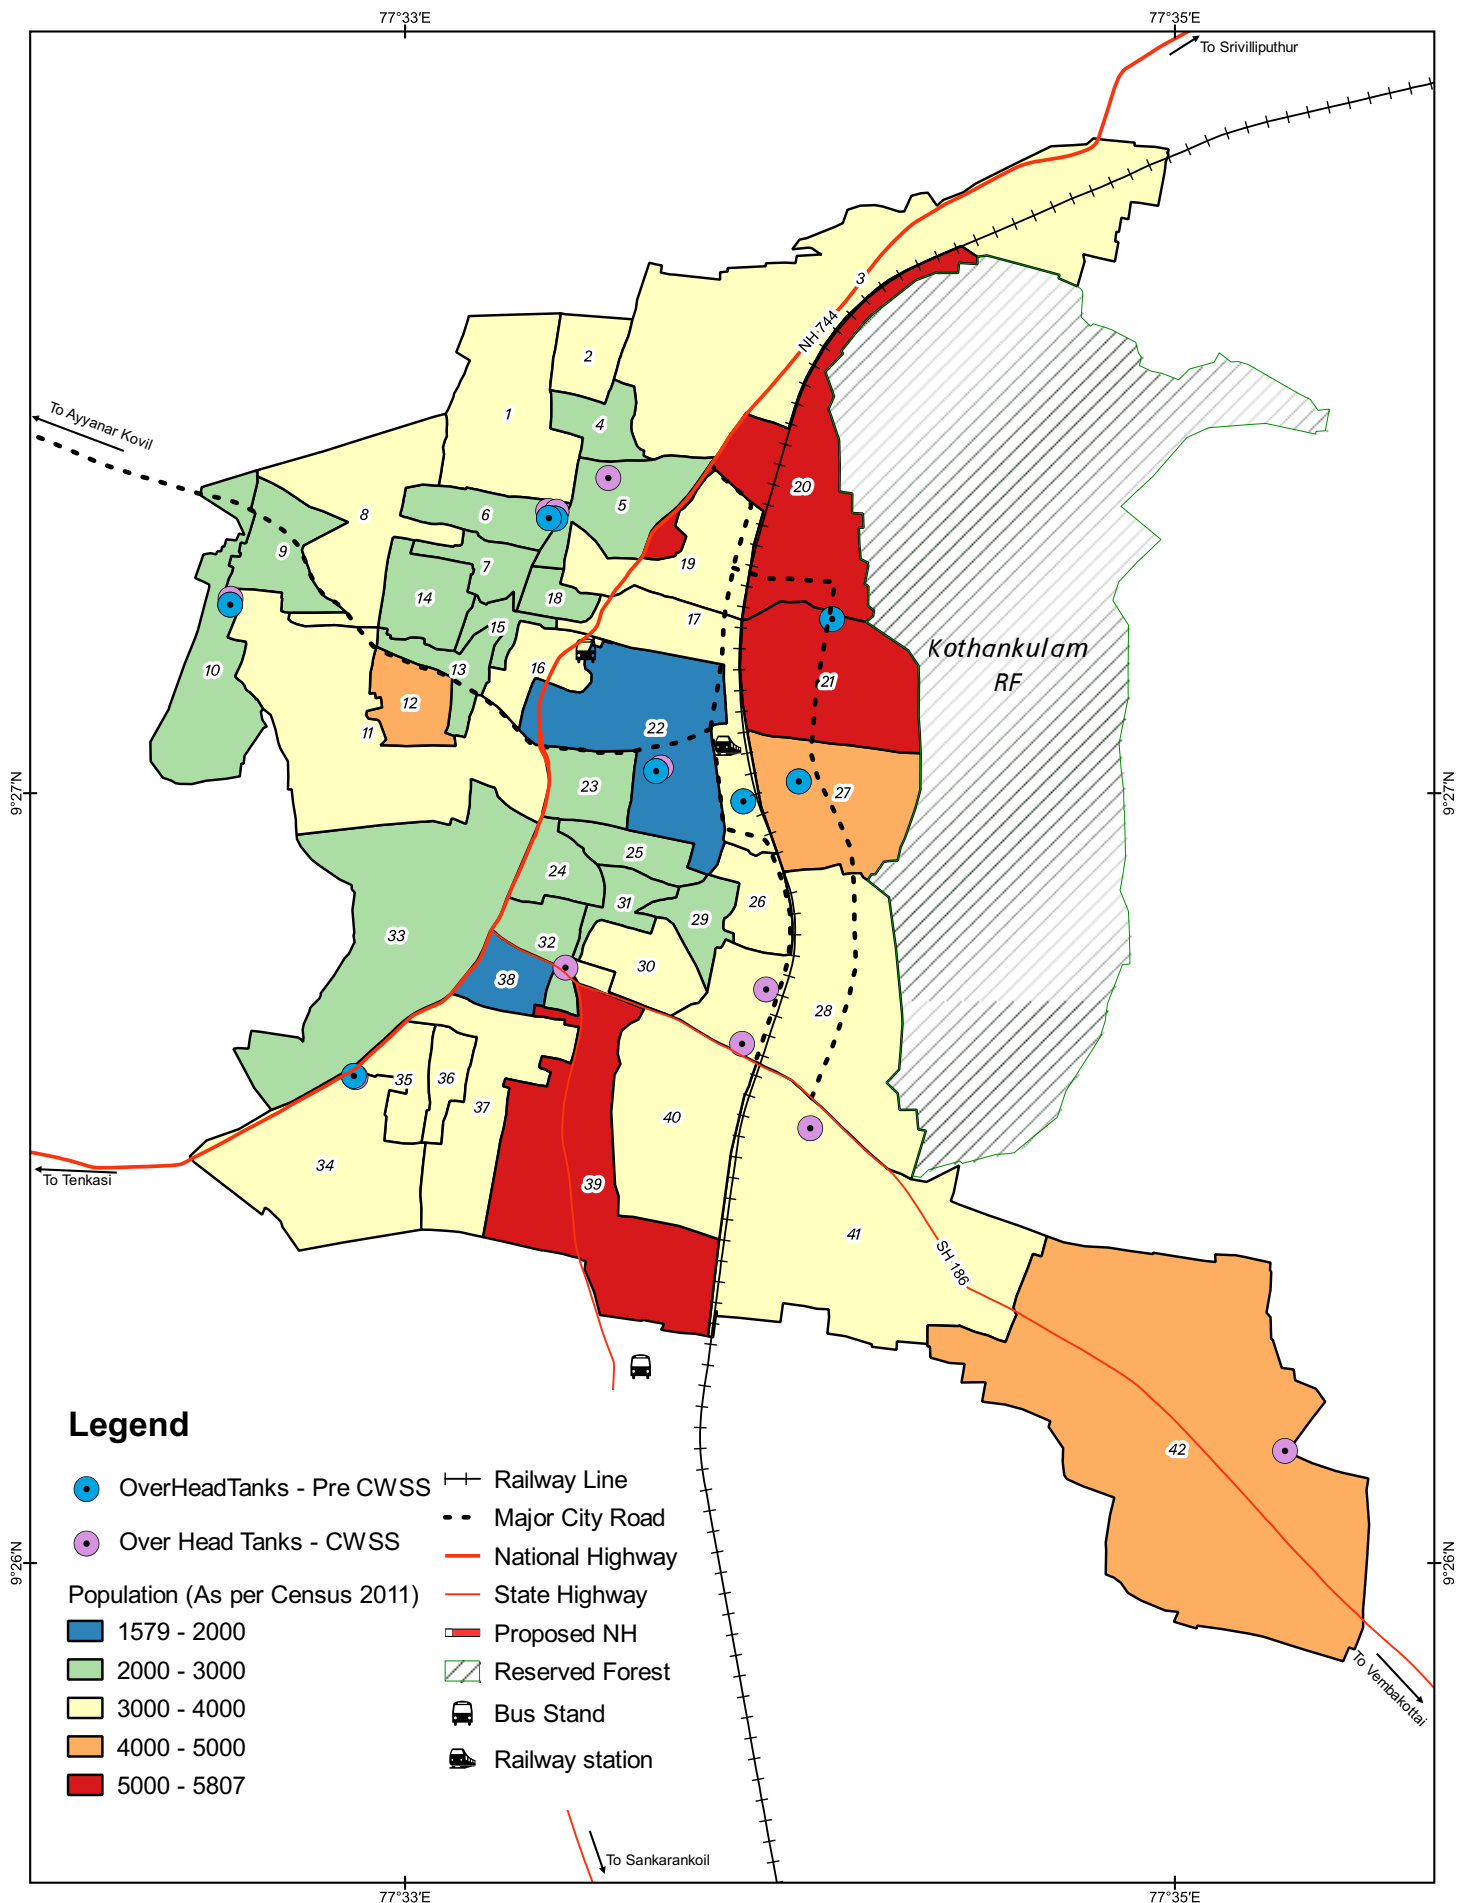 77°33'E
77°35'E
To Srivilliputhur
3
NH 744
2
1
4
To Ayyanar Kovil
20
5
8
6
9
19
7
14
18
17
15
Kothankulam
RF
10
13
16
21
12
22
11
23
27
9°27'N
9°27'N
25
24
26
31
29
33
32
30
38
28
35
36
37
40
34
To Tenkasi
39
41
SH 186
42
Legend
OverHeadTanks - Pre CWSS
Over Head Tanks - CWSS
Population (As per Census 2011)
1579 - 2000
2000 - 3000
3000 - 4000
4000 - 5000
5000 - 5807
Railway Line
Major City Road
National Highway
State Highway
Proposed NH
Reserved Forest
Bus Stand
Railway station
9°26'N
9°26'N
To Vembakottai
To Sankarankoil
77°33'E
77°35'E